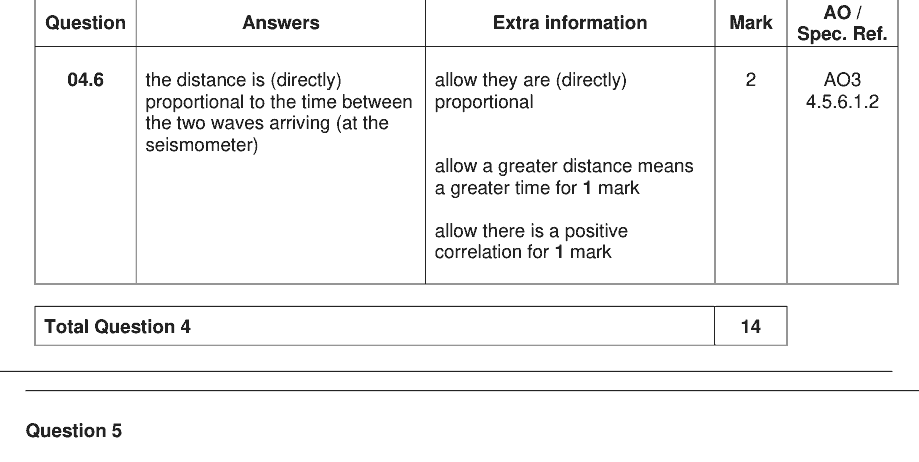 Question Answers Extra information Mark AO /
Spec. Ref.
04.6 the distance is (directly) allow they are (directly) 2 AO3
proportional to the time between proportional 4.5.6.1.2
the two waves arriving (at the
seismometer)
allow a greater distance means
a greater time for 1 mark
allow there is a positive
correlation for 1 mark
Total Question 4 14
Question 5